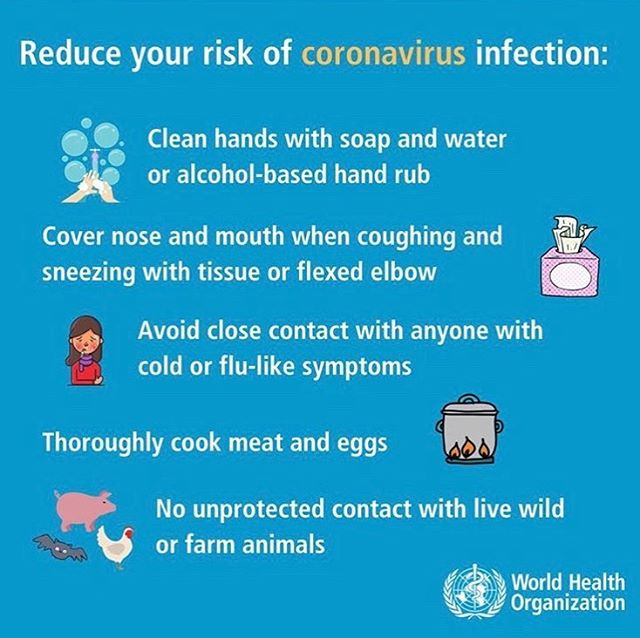 Reduce your risk of coronavirus infection:
Clean hands with soap and water
or alcohol-based hand rub
Cover nose and mouth when coughing and
sneezing with tissue or flexed elbow
Avoid close contact with anyone with
cold or flu-like symptoms
Thoroughly cook meat and eggs
No unprotected contact with live wild
or farm animals
World Health
Organization